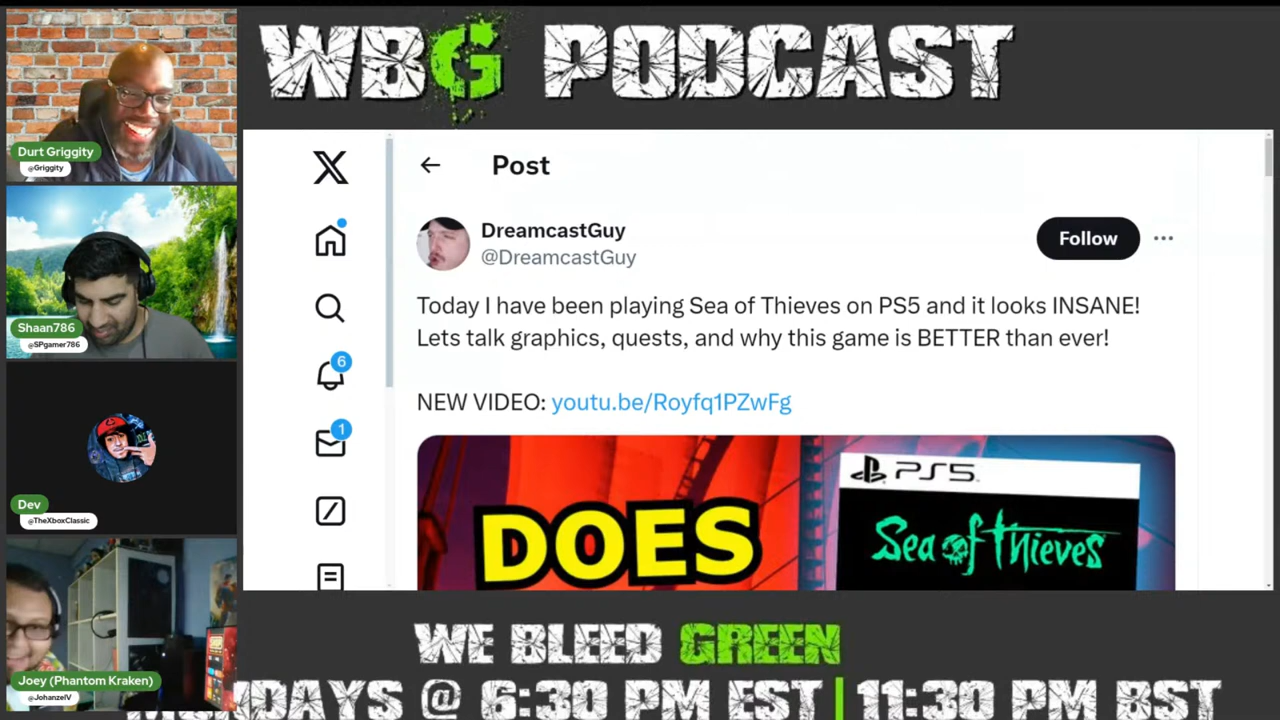 WBG PODCAST
Durt Griggity
@Griggity
Shaan786
@SPgamer786
Dev
@TheXboxClassic
Joey (Phantom Kraken)
@JohanzelV
Post
DreamcastGuy
@DreamcastGuy
Follow
Today I have been playing Sea of Thieves on PS5 and it looks INSANE!
Lets talk graphics, quests, and why this game is BETTER than ever!
NEW VIDEO: youtu.be/Royfq1PZwFg
6
1
DOES
PS5
Sea of Thieves
WE BLEED GREEN
NDAYS @ 6:30 PM EST | 11:30 PM BST